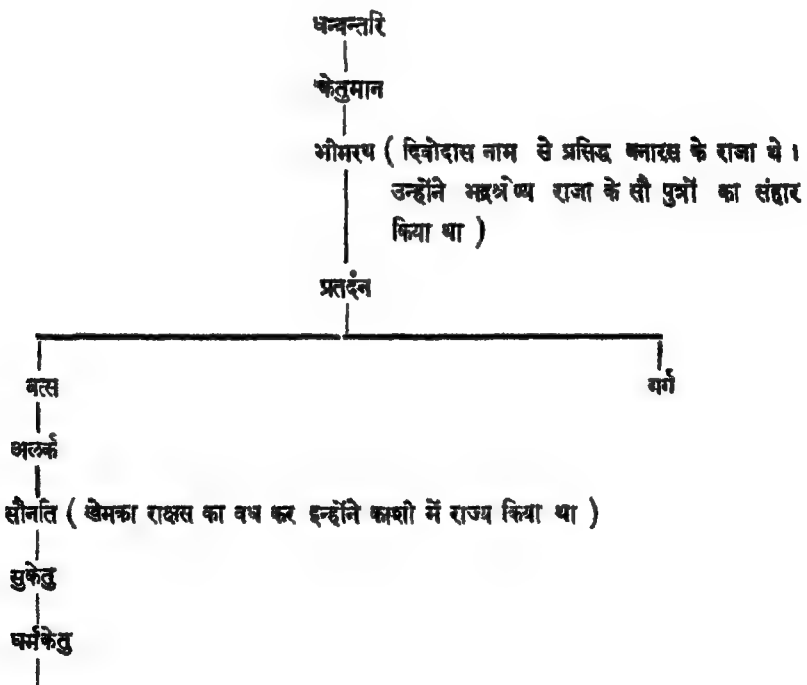 धन्वन्तरि
केतुमान
भीमरथ ( दिवोदास नाम से प्रसिद्ध बनारस के राजा थे ।
उन्होंने भद्रश्रेण्य राजा के सौ पुत्रों का संहार
किया था )
प्रतर्दन
वत्स गर्ग
अलर्क
सौनति ( खेमका राक्षस का वध कर इन्होंने काशी में राज्य किया था )
सुकेतु
धर्मकेतु